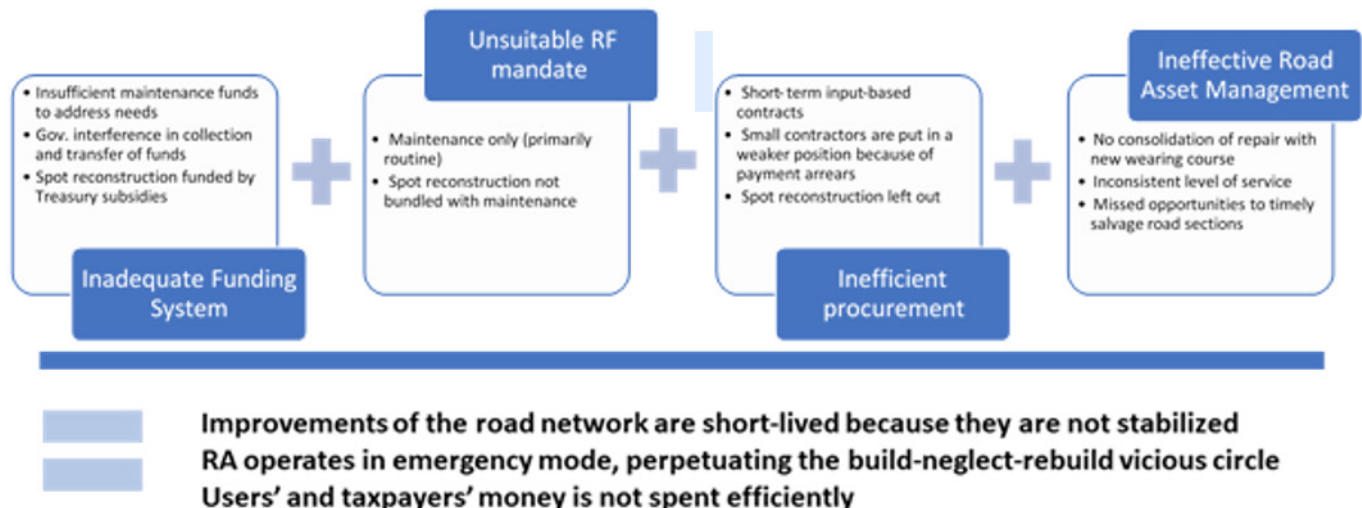 • Insufficient maintenance funds
to address needs
• Gov. interference in collection
and transfer of funds
• Spot reconstruction funded by
Treasury subsidies
Inadequate Funding
System
Unsuitable RF
mandate
• Maintenance only (primarily
routine)
• Spot reconstruction not
bundled with maintenance
• Short- term input-based
contracts
• Small contractors are put in a
weaker position because of
payment arrears
• Spot reconstruction left out
Inefficient
procurement
Ineffective Road
Asset Management
• No consolidation of repair with
new wearing course
• Inconsistent level of service
• Missed opportunities to timely
salvage road sections
Improvements of the road network are short-lived because they are not stabilized
RA operates in emergency mode, perpetuating the build-neglect-rebuild vicious circle
Users' and taxpayers' money is not spent efficiently